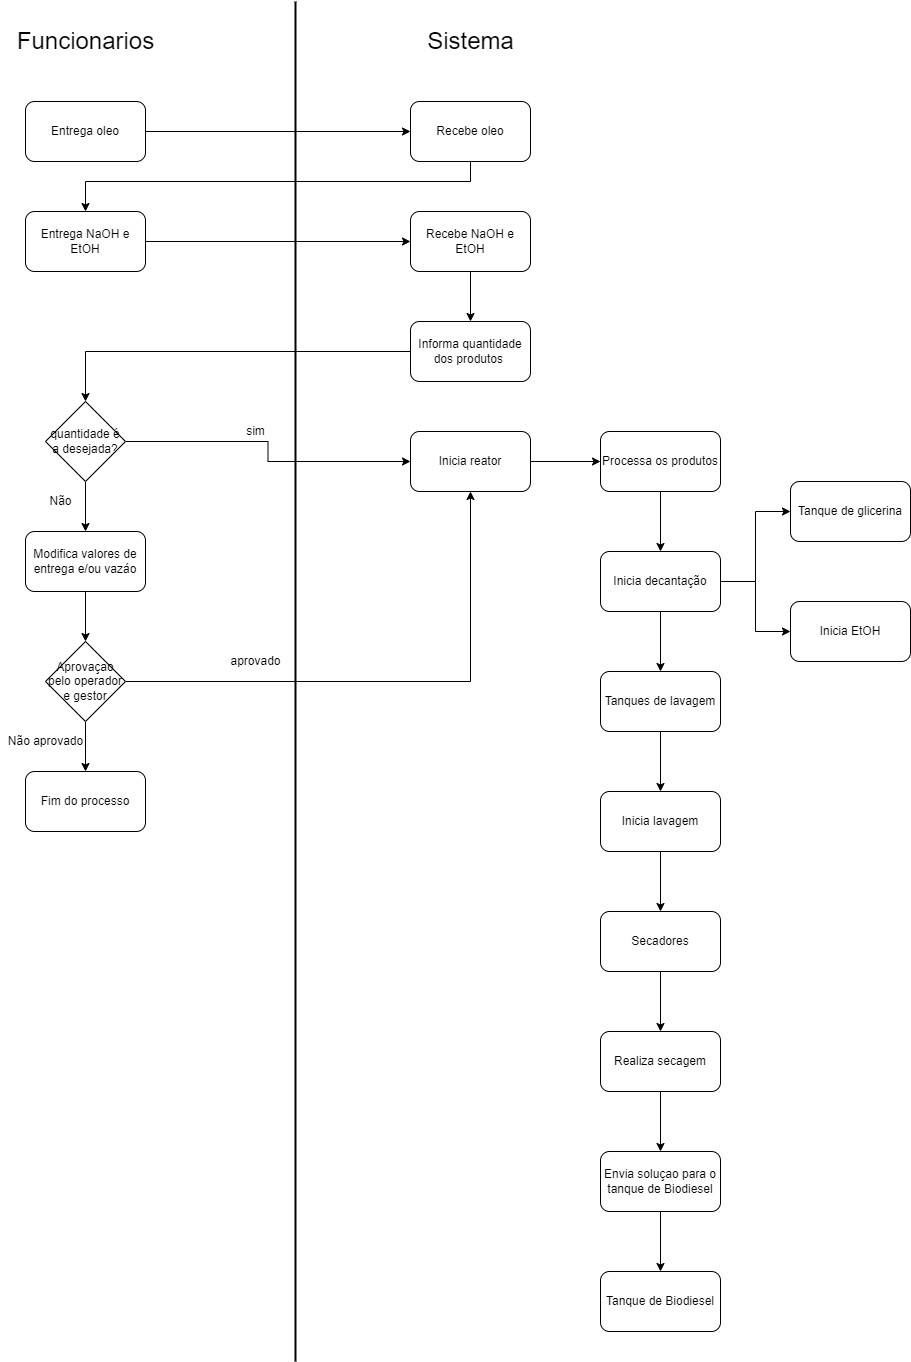 Funcionarios
Sistema
Entrega oleo
Recebe oleo
Entrega NaOH e
EtOH
Recebe NaOH e
EtOH
Informa quantidade
dos produtos
quantidade é
a desejada?
sim
Inicia reator
Processa os produtos
Não
Tanque de glicerina
Modifica valores de
entrega e/ou vazáo
Inicia decantação
Inicia EtOH
Aprovaçao
pelo operador
e gestor
aprovado
Tanques de lavagem
Não aprovado
Fim do processo
Inicia lavagem
Secadores
Realiza secagem
Envia soluçao para o
tanque de Biodiesel
Tanque de Biodiesel